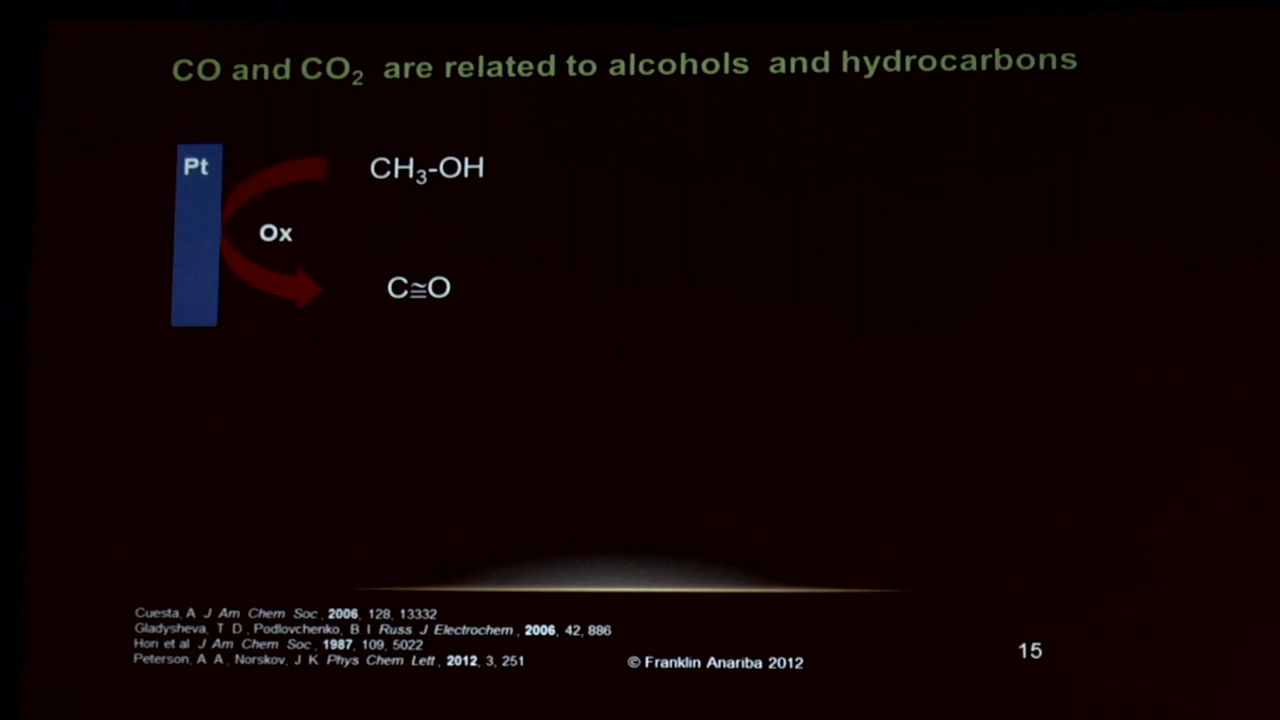 CO and CO₂ are related to alcohols and hydrocarbons
Pt
CH₃-OH
Ox
C≅O
Cuesta, A J Am Chem Soc, 2006, 128, 13332
Gladysheva, T D, Podlovchenko, B I Russ J Electrochem, 2006, 42, 886
Hori et al J Am Chem Soc, 1987, 109, 5022
Peterson, A A, Norskov, J K Phys Chem Lett, 2012, 3, 251
© Franklin Anariba 2012
15